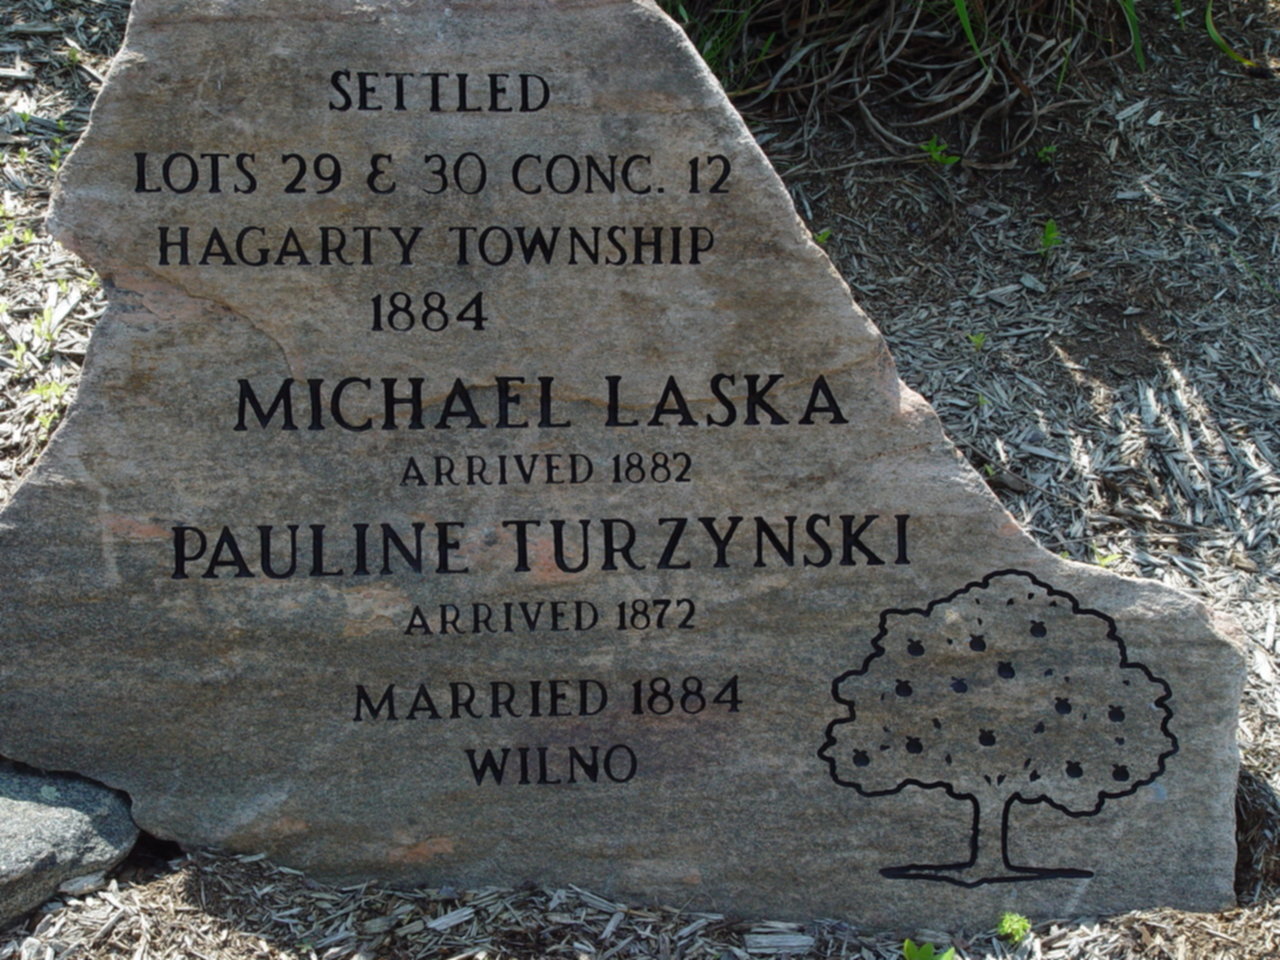 SETTLED
LOTS 29 & 30 CONC. 12
HAGARTY TOWNSHIP
1884
MICHAEL LASKA
ARRIVED 1882
PAULINE TURZYNSKI
ARRIVED 1872
MARRIED 1884
WILNO